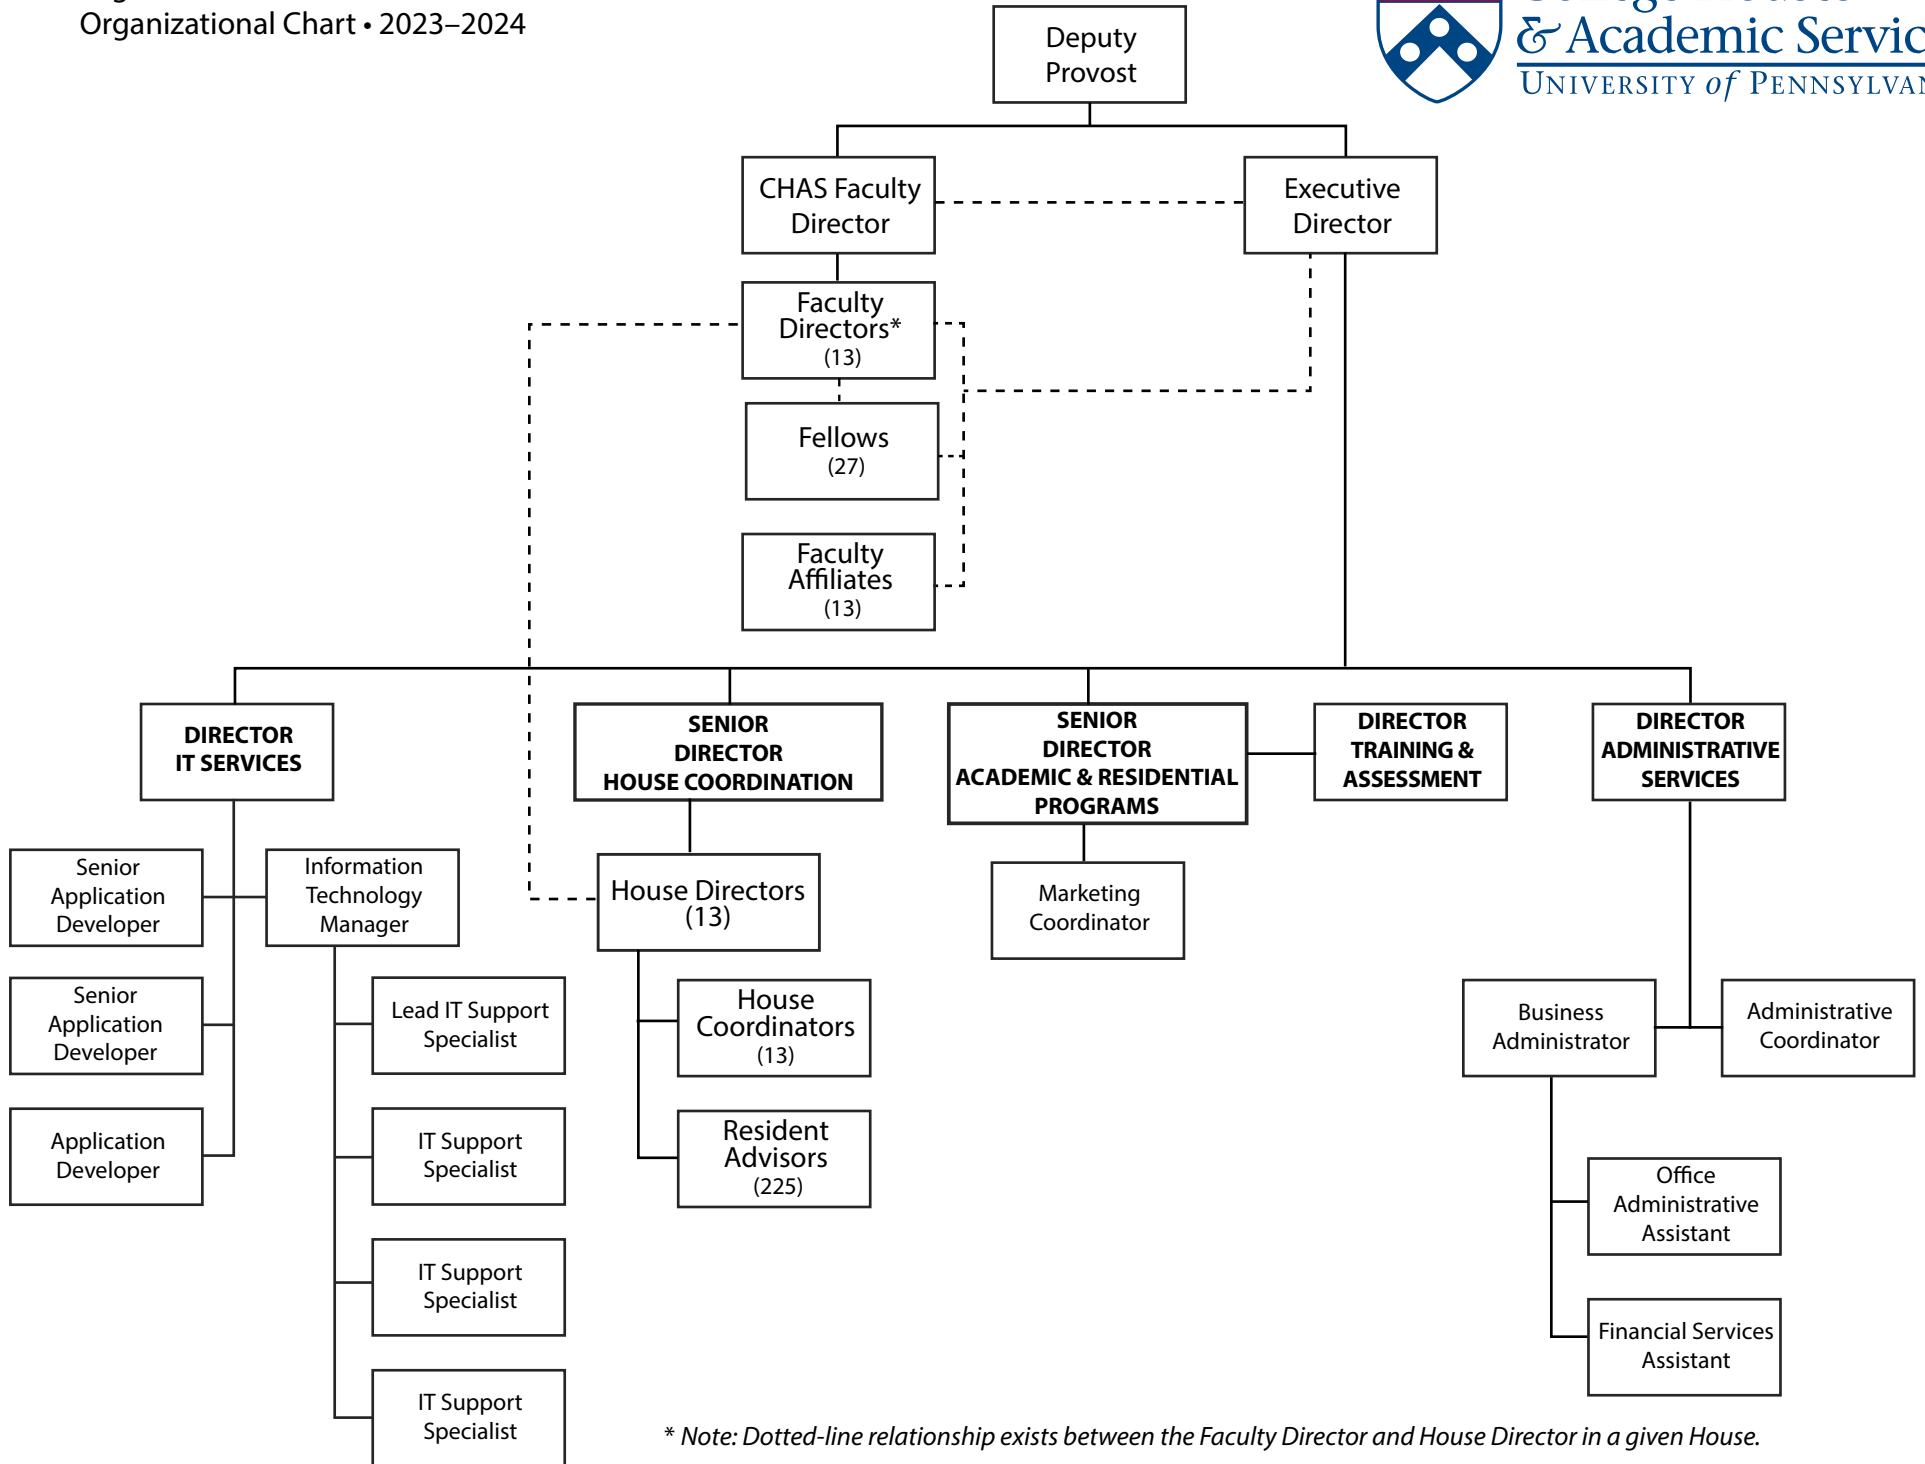 Organizational Chart • 2023–2024
& Academic Servic
UNIVERSITY of PENNSYLVAN
Deputy
Provost
CHAS Faculty
Director
Executive
Director
Faculty
Directors*
(13)
Fellows
(27)
Faculty
Affiliates
(13)
DIRECTOR
IT SERVICES
SENIOR
DIRECTOR
HOUSE COORDINATION
SENIOR
DIRECTOR
ACADEMIC & RESIDENTIAL
PROGRAMS
DIRECTOR
TRAINING &
ASSESSMENT
DIRECTOR
ADMINISTRATIVE
SERVICES
Senior
Application
Developer
Information
Technology
Manager
House Directors
(13)
Marketing
Coordinator
Senior
Application
Developer
Lead IT Support
Specialist
House
Coordinators
(13)
Business
Administrator
Administrative
Coordinator
Application
Developer
IT Support
Specialist
Resident
Advisors
(225)
Office
Administrative
Assistant
IT Support
Specialist
Financial Services
Assistant
IT Support
Specialist
* Note: Dotted-line relationship exists between the Faculty Director and House Director in a given House.